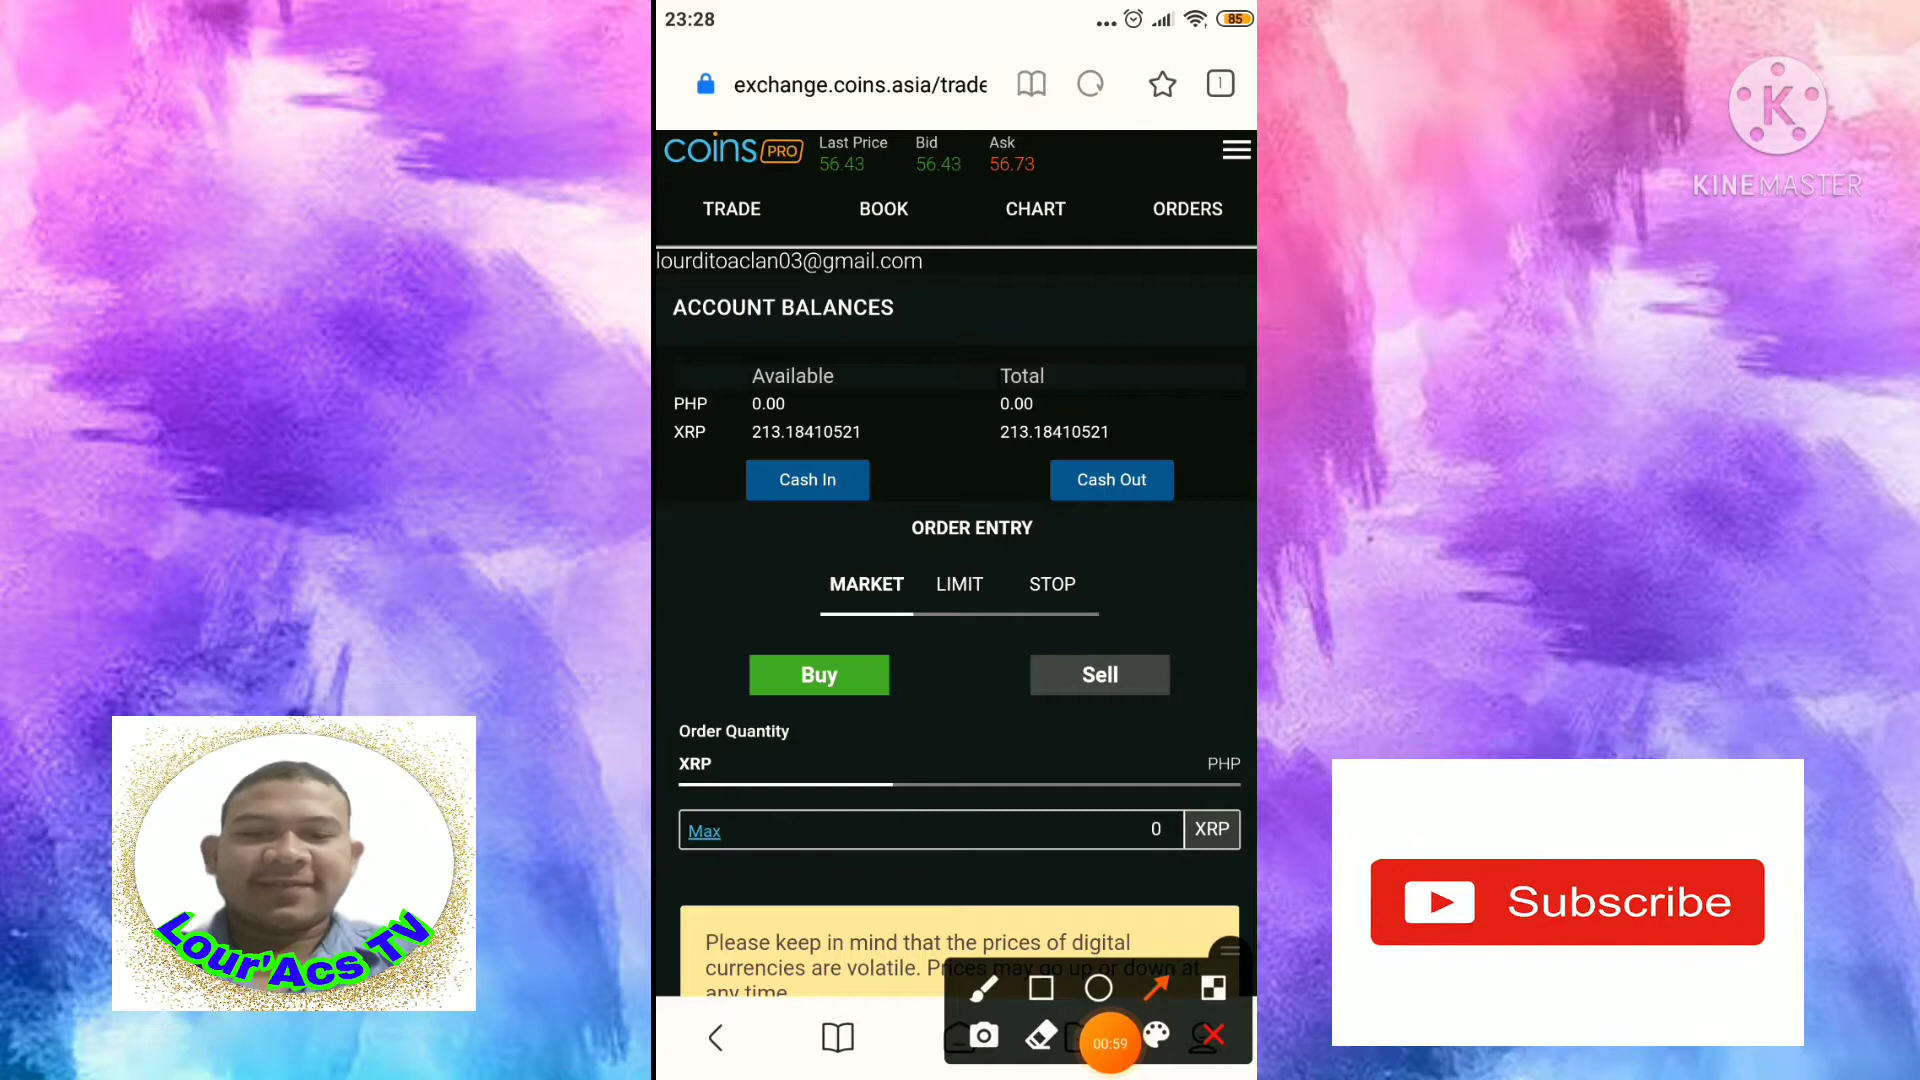 23:28
85
exchange.coins.asia/trade
1
coins PRO
Last Price
56.43
Bid
56.43
Ask
56.73
TRADE
BOOK
CHART
ORDERS
lourditoaclan03@gmail.com
ACCOUNT BALANCES
Available
Total
PHP 0.00 0.00
XRP 213.18410521 213.18410521
Cash In
Cash Out
ORDER ENTRY
MARKET
LIMIT
STOP
Buy
Sell
Order Quantity
XRP
PHP
Max
0
XRP
Please keep in mind that the prices of digital
currencies are volatile. Prices may go up or down at
any time.
00:59
K
KINEMASTER
Lour'Acs TV
Subscribe